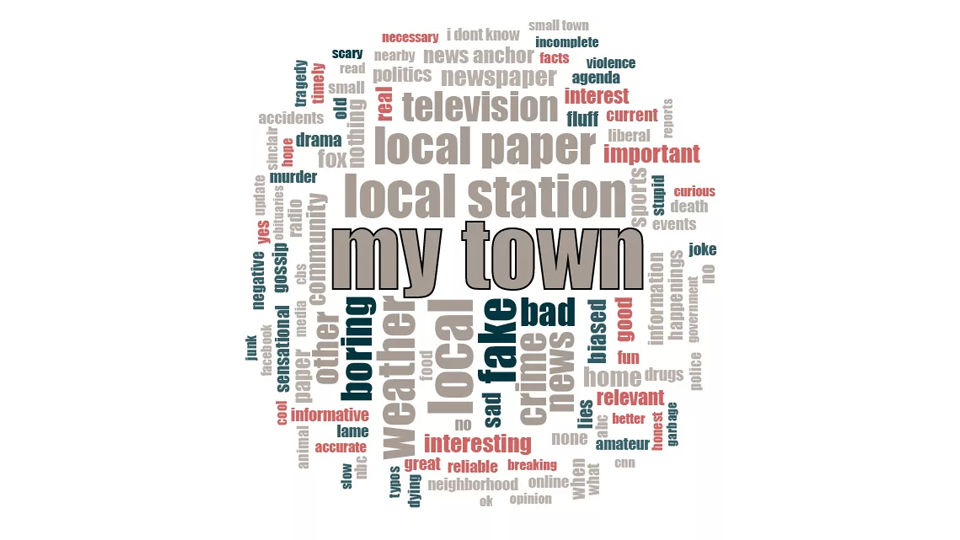 small town
necessary
i dont know
incomplete
scary
nearby
news anchor
facts
violence
tragedy
timely
read
politics
newspaper
agenda
small
real
television
interest
old
accidents
nothing
fluff
current
reports
sinclair
hope
drama
local paper
liberal
fox
important
murder
local station
sports
stupid
curious
update
obituaries
radio
community
death
events
yes
my town
joke
negative
gossip
cbs
information
happenings
no
government
junk
facebook
sensational
media
other
boring
weather
local
fake
bad
biased
good
paper
food
crime
news
fun
police
home
drugs
cool
informative
sad
lies
relevant
no
abc
better
honest
garbage
lame
animal
accurate
interesting
none
amateur
slow
nbc
typos
great
reliable
breaking
when
what
cnn
dying
neighborhood
online
ok
opinion